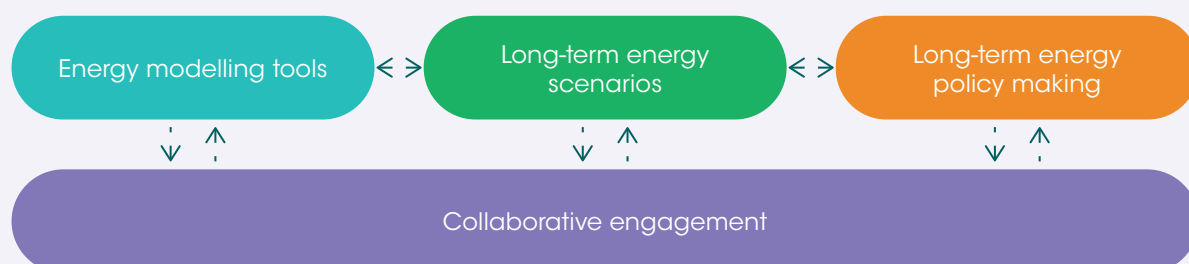 Energy modelling tools
Long-term energy
scenarios
Long-term energy
policy making
Collaborative engagement